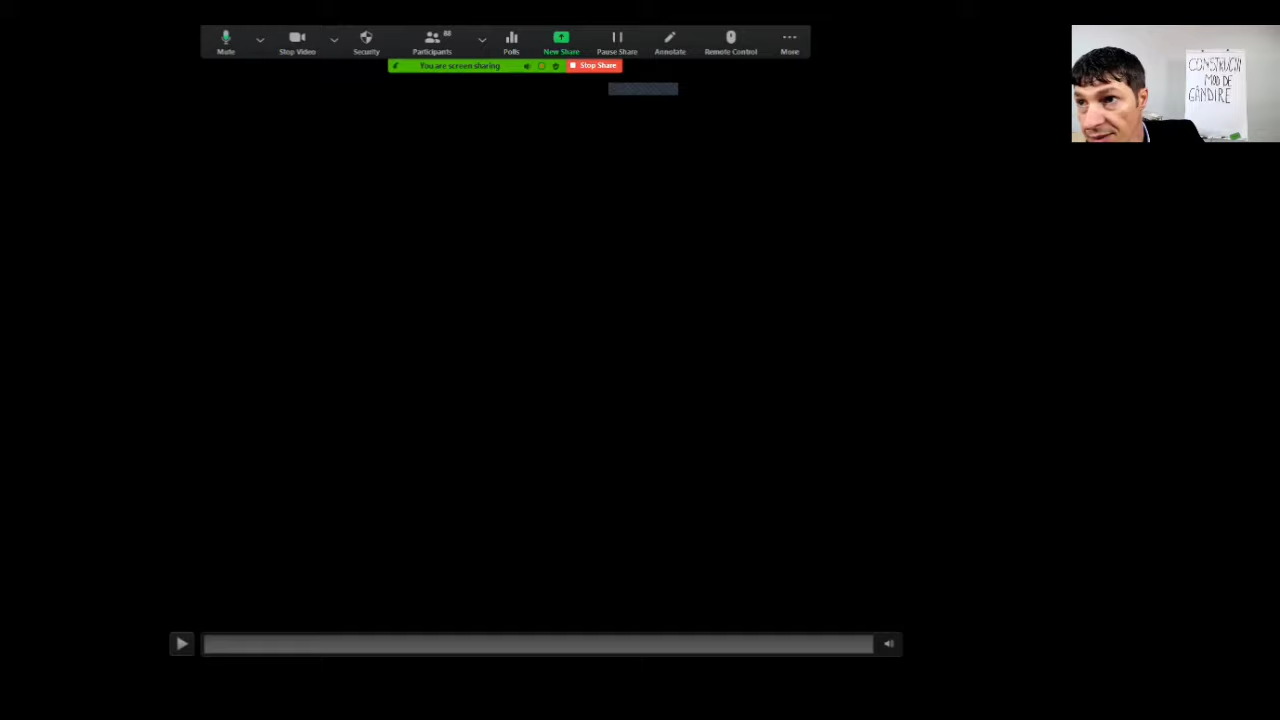 Mute
Stop Video
Security
Participants
88
Polls
New Share
Pause Share
Annotate
Remote Control
More
You are screen sharing
Stop Share
MOD DE
GÂNDIRE